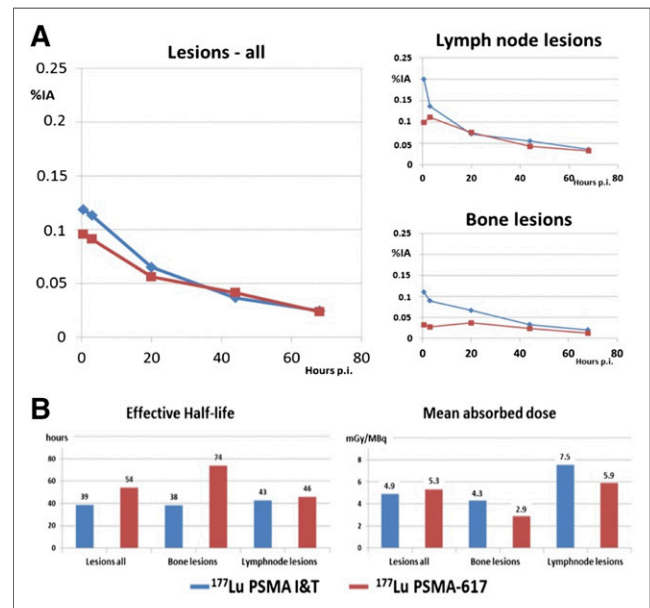 A
Lesions - all
0.25
%IA
0.2
0.15
0.1
0.05
0
0 20 40 60 80
Hours p.i.
Lymph node lesions
0.25
%IA
0.2
0.15
0.1
0.05
0
0 20 40 60 80
Hours p.i.
Bone lesions
0.25
%IA
0.2
0.15
0.1
0.05
0
0 20 40 60 80
Hours p.i.
B
Effective Half-life
hours
80
60
40
20
0
39 54 38 74 43 46
Lesions all Bone lesions Lymphnode lesions
Mean absorbed dose
mGy/MBq
8
6
4
2
0
4.9 5.3 4.3 2.9 7.5 5.9
Lesions all Bone lesions Lymphnode lesions
¹⁷⁷Lu PSMA I&T ¹⁷⁷Lu PSMA-617